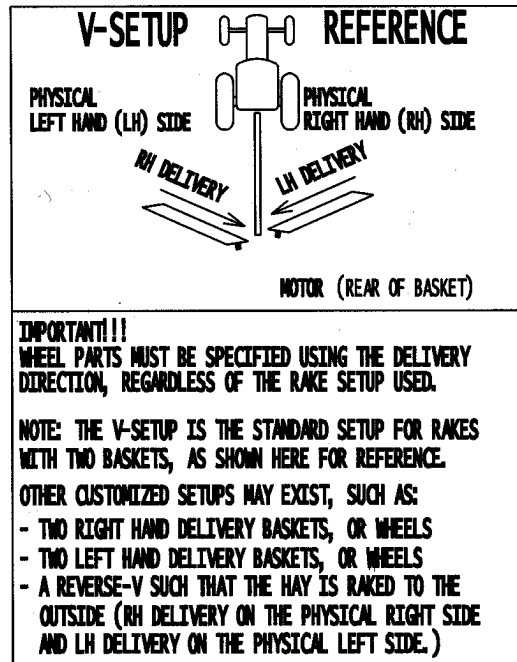 V-SETUP REFERENCE
PHYSICAL
LEFT HAND (LH) SIDE
PHYSICAL
RIGHT HAND (RH) SIDE
RH DELIVERY
LH DELIVERY
MOTOR (REAR OF BASKET)
IMPORTANT!!!
WHEEL PARTS MUST BE SPECIFIED USING THE DELIVERY
DIRECTION, REGARDLESS OF THE RAKE SETUP USED.
NOTE: THE V-SETUP IS THE STANDARD SETUP FOR RAKES
WITH TWO BASKETS, AS SHOWN HERE FOR REFERENCE.
OTHER CUSTOMIZED SETUPS MAY EXIST, SUCH AS:
- TWO RIGHT HAND DELIVERY BASKETS, OR WHEELS
- TWO LEFT HAND DELIVERY BASKETS, OR WHEELS
- A REVERSE-V SUCH THAT THE HAY IS RAKED TO THE
OUTSIDE (RH DELIVERY ON THE PHYSICAL RIGHT SIDE
AND LH DELIVERY ON THE PHYSICAL LEFT SIDE.)